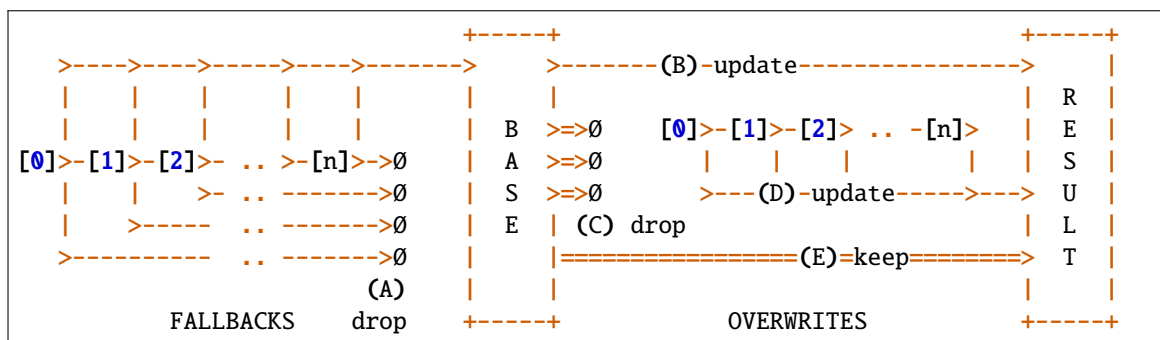 +-----+                                  +-----+
    >---->---->----->---->------->     >-------(B)-update---------------->     |
    |    |    |     |    |       |     |                                  |  R  |
    |    |    |     |    |       |  B  >=>Ø    [0]>-[1]>-[2]> .. -[n]>    |  E  |
[0]>-[1]>-[2]>- .. >-[n]>->Ø     |  A  >=>Ø       |    |    |        |    |  S  |
    |    |    >- .. ------->Ø    |  S  >=>Ø       >---(D)-update----->--->  U  |
    |    >----- .. ------->Ø     |  E  | (C) drop                         |  L  |
    >---------- .. ------->Ø     |     |=================(E)=keep========>  T  |
                         (A)     |     |                                  |     |
           FALLBACKS    drop   +-----+            OVERWRITES            +-----+